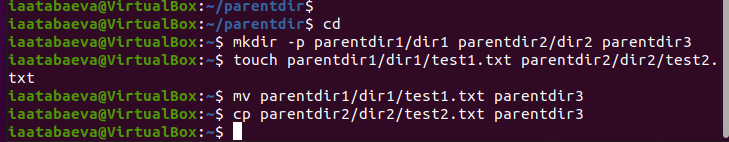 iaatabaeva@VirtualBox:~/parentdir$
iaatabaeva@VirtualBox:~/parentdir$ cd
iaatabaeva@VirtualBox:~$ mkdir -p parentdir1/dir1 parentdir2/dir2 parentdir3
iaatabaeva@VirtualBox:~$ touch parentdir1/dir1/test1.txt parentdir2/dir2/test2.
txt
iaatabaeva@VirtualBox:~$ mv parentdir1/dir1/test1.txt parentdir3
iaatabaeva@VirtualBox:~$ cp parentdir2/dir2/test2.txt parentdir3
iaatabaeva@VirtualBox:~$